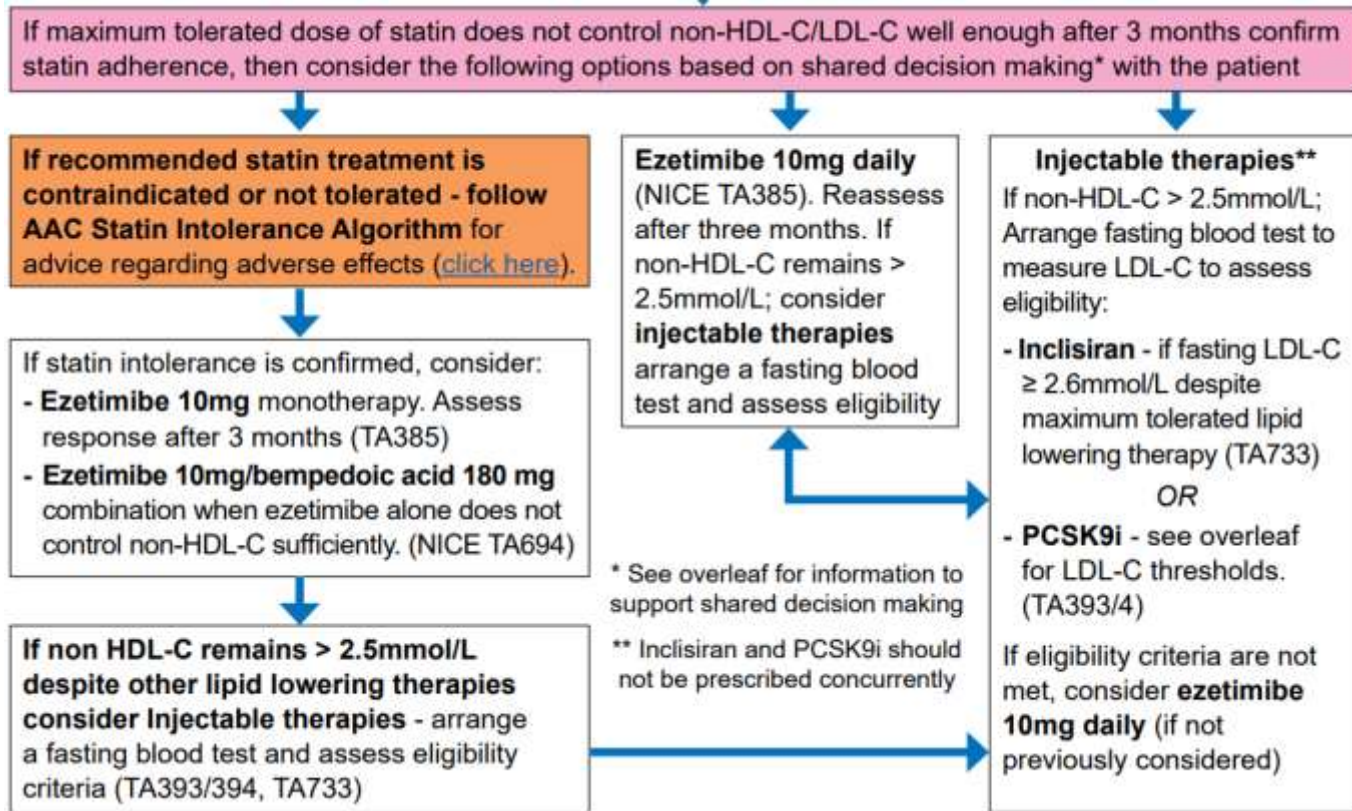 If maximum tolerated dose of statin does not control non-HDL-C/LDL-C well enough after 3 months confirm
statin adherence, then consider the following options based on shared decision making* with the patient
If recommended statin treatment is
contraindicated or not tolerated - follow
AAC Statin Intolerance Algorithm for
advice regarding adverse effects (click here).
If statin intolerance is confirmed, consider:
- Ezetimibe 10mg monotherapy. Assess
response after 3 months (TA385)
- Ezetimibe 10mg/bempedoic acid 180 mg
combination when ezetimibe alone does not
control non-HDL-C sufficiently. (NICE TA694)
If non HDL-C remains > 2.5mmol/L
despite other lipid lowering therapies
consider Injectable therapies - arrange
a fasting blood test and assess eligibility
criteria (TA393/394, TA733)
Ezetimibe 10mg daily
(NICE TA385). Reassess
after three months. If
non-HDL-C remains >
2.5mmol/L; consider
injectable therapies
arrange a fasting blood
test and assess eligibility
* See overleaf for information to
support shared decision making
** Inclisiran and PCSK9i should
not be prescribed concurrently
Injectable therapies**
If non-HDL-C > 2.5mmol/L;
Arrange fasting blood test to
measure LDL-C to assess
eligibility:
- Inclisiran - if fasting LDL-C
≥ 2.6mmol/L despite
maximum tolerated lipid
lowering therapy (TA733)
OR
- PCSK9i - see overleaf
for LDL-C thresholds.
(TA393/4)
If eligibility criteria are not
met, consider ezetimibe
10mg daily (if not
previously considered)